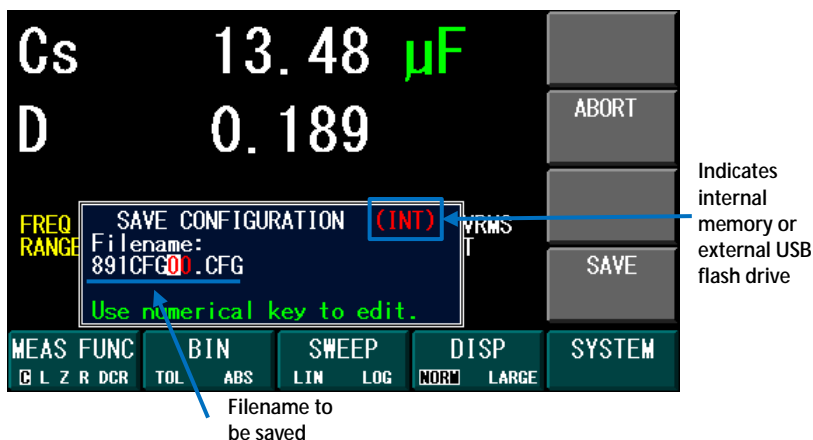 Cs 13.48 µF
D 0.189
ABORT
FREQ
RANGE
VRMS
T
SAVE CONFIGURATION (INT)
Filename:
891CFG00.CFG
Use numerical key to edit.
SAVE
MEAS FUNC
C L Z R DCR
BIN
TOL ABS
SWEEP
LIN LOG
DISP
NORM LARGE
SYSTEM
Indicates
internal
memory or
external USB
flash drive
Filename to
be saved